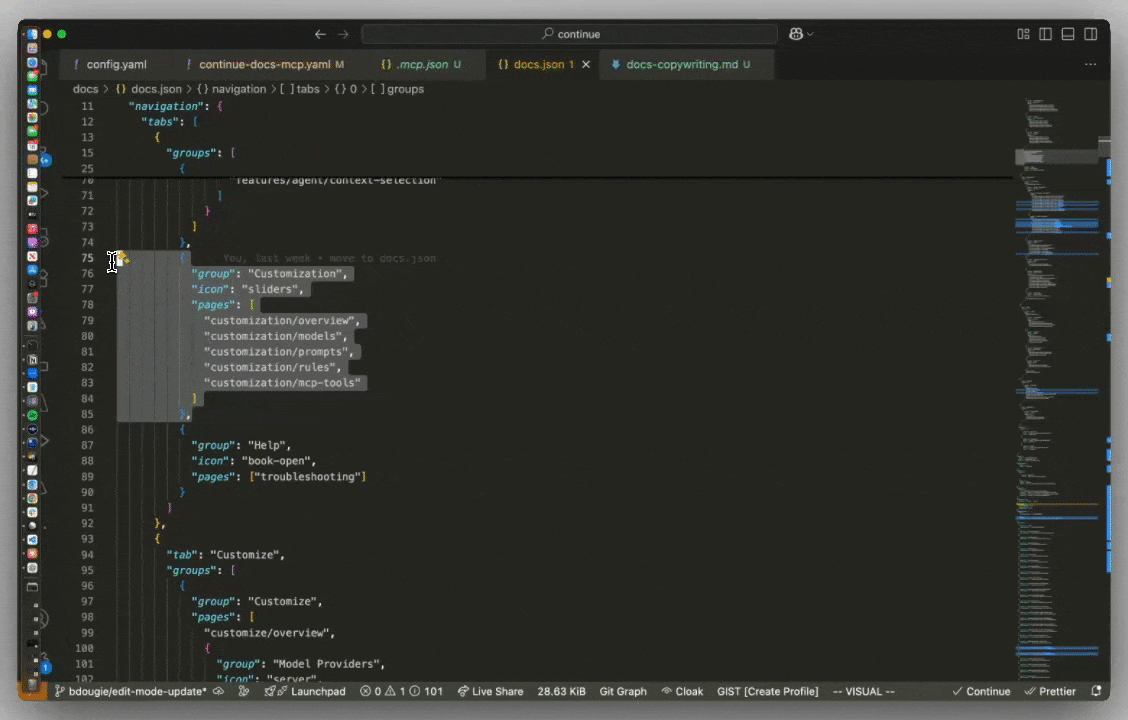 continue
config.yaml
continue-docs-mcp.yaml M
.mcp.json U
docs.json 1
docs-copywriting.md U
docs > {} docs.json > {} navigation > [ ] tabs > {} 0 > [ ] groups
11 "navigation": {
12 "tabs": [
13 {
15 "groups": [
25 {
70 "features/agent/context-selection"
71 ]
72 }
73 ]
74 },
75 { You, last week • move to docs.json
76 "group": "Customization",
77 "icon": "sliders",
78 "pages": [
79 "customization/overview",
80 "customization/models",
81 "customization/prompts",
82 "customization/rules",
83 "customization/mcp-tools"
84 ]
85 },
86 {
87 "group": "Help",
88 "icon": "book-open",
89 "pages": ["troubleshooting"]
90 }
91 ]
92 },
93 {
94 "tab": "Customize",
95 "groups": [
96 {
97 "group": "Customize",
98 "pages": [
99 "customize/overview",
100 {
101 "group": "Model Providers",
102 "icon": "server",
bdougie/edit-mode-update* Launchpad 0 1 101 Live Share 28.63 KiB Git Graph Cloak GIST [Create Profile] -- VISUAL -- Continue Prettier